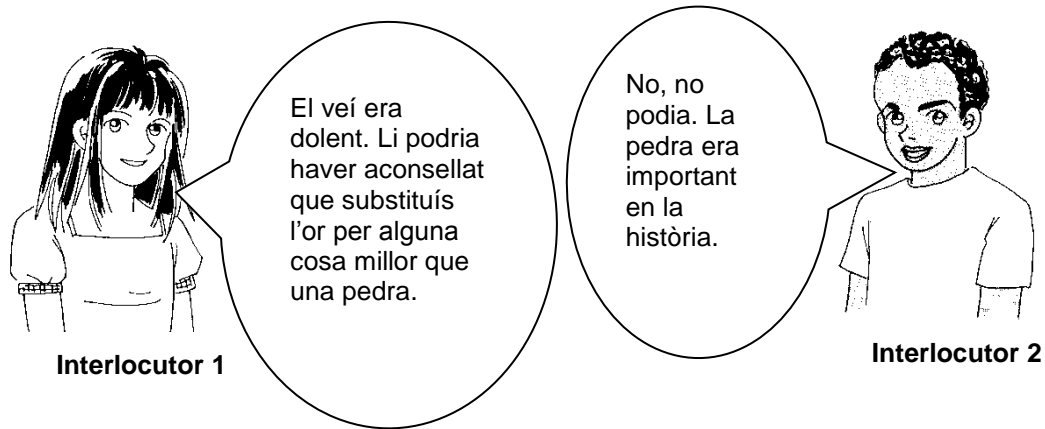 El veí era
dolent. Li podria
haver aconsellat
que substituís
l’or per alguna
cosa millor que
una pedra.
Interlocutor 1
No, no
podia. La
pedra era
important
en la
història.
Interlocutor 2